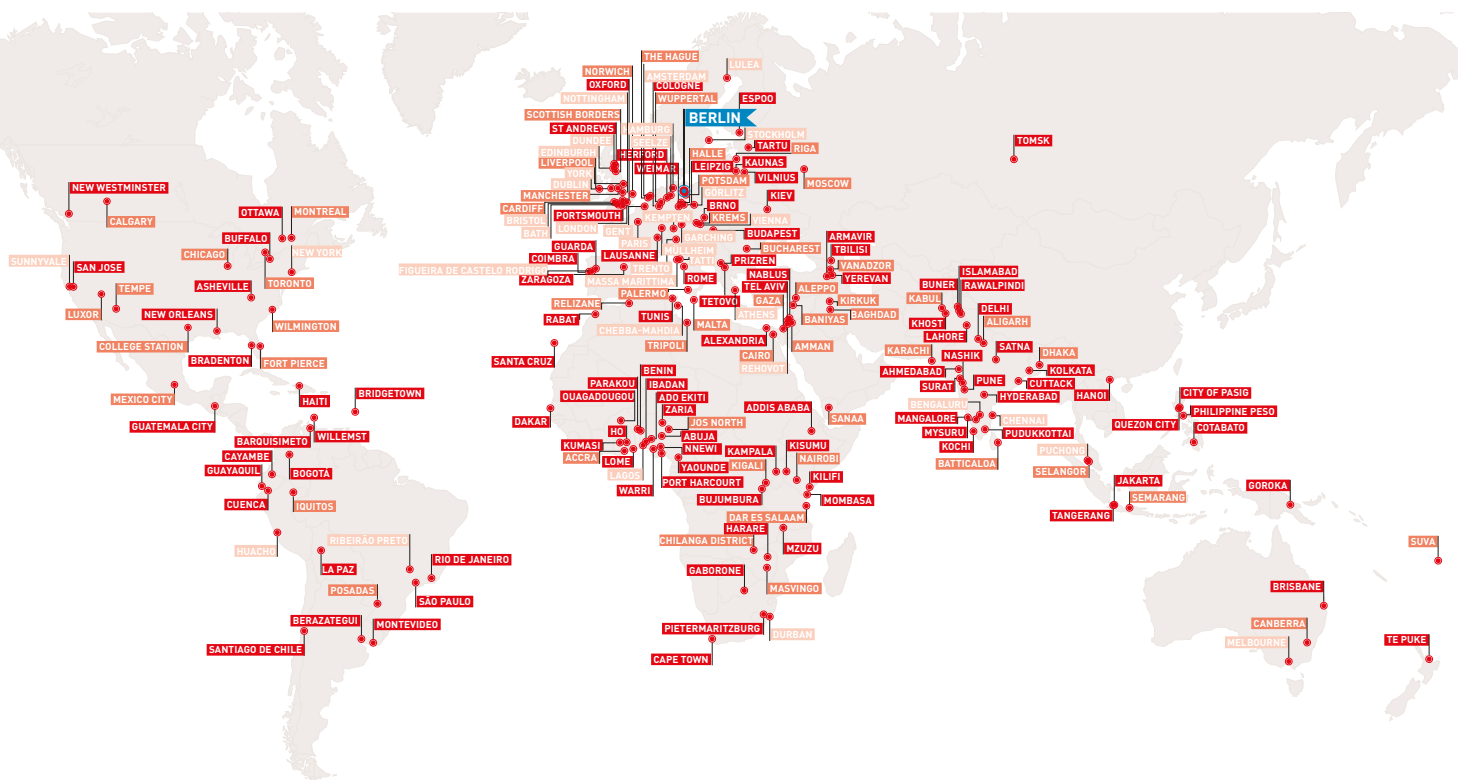 THE HAGUE
LULEA
NORWICH
AMSTERDAM
OXFORD
COLOGNE
NOTTINGHAM
WUPPERTAL
ESPOO
SCOTTISH BORDERS
BERLIN
ST ANDREWS
HAMBURG
STOCKHOLM
DUNDEE
SEELZE
TARTU
RIGA
TOMSK
EDINBURGH
HERFORD
HALLE
LIVERPOOL
WEIMAR
LEIPZIG
KAUNAS
YORK
VILNIUS
DUBLIN
POTSDAM
MOSCOW
NEW WESTMINSTER
MANCHESTER
GÖRLITZ
KIEV
CALGARY
OTTAWA
MONTREAL
CARDIFF
PORTSMOUTH
BRNO
BRISTOL
KEMPTEN
KREMS
VIENNA
BATH
LONDON
GENT
BUDAPEST
BUFFALO
PARIS
GARCHING
ARMAVIR
CHICAGO
NEW YORK
GUARDA
MÜLLHEIM
BUCHAREST
TBILISI
SUNNYVALE
SAN JOSE
COIMBRA
LAUSANNE
TATTI
PRIZREN
VANADZOR
FIGUEIRA DE CASTELO RODRIGO
TRENTO
NABLUS
ISLAMABAD
ZARAGOZA
MASSA MARITTIMA
ROME
TEL AVIV
YEREVAN
TORONTO
ASHEVILLE
TEMPE
BUNER
RAWALPINDI
PALERMO
ALEPPO
RELIZANE
TETOVO
GAZA
KIRKUK
KABUL
DELHI
LUXOR
NEW ORLEANS
RABAT
TUNIS
ATHENS
BANIYAS
BAGHDAD
KHOST
ALIGARH
WILMINGTON
CHEBBA-MAHDIA
MALTA
LAHORE
COLLEGE STATION
TRIPOLI
ALEXANDRIA
AMMAN
KARACHI
SATNA
BRADENTON
FORT PIERCE
SANTA CRUZ
CAIRO
NASHIK
DHAKA
REHOVOT
AHMEDABAD
KOLKATA
BENIN
PARAKOU
IBADAN
SURAT
PUNE
CUTTACK
MEXICO CITY
HAITI
BRIDGETOWN
OUAGADOUGOU
ADO EKITI
HYDERABAD
HANOI
CITY OF PASIG
ZARIA
ADDIS ABABA
BENGALURU
GUATEMALA CITY
DAKAR
JOS NORTH
SANAA
MANGALORE
CHENNAI
PHILIPPINE PESO
QUEZON CITY
HO
ABUJA
MYSURU
PUDUKKOTTAI
COTABATO
BARQUISIMETO
WILLEMST
KUMASI
NNEWI
KISUMU
KOCHI
CAYAMBE
ACCRA
KAMPALA
NAIROBI
PUCHONG
LOME
YAOUNDE
KIGALI
BATTICALOA
GUAYAQUIL
BOGOTA
LAGOS
KILIFI
SELANGOR
WARRI
PORT HARCOURT
JAKARTA
GOROKA
CUENCA
IQUITOS
BUJUMBURA
MOMBASA
SEMARANG
DAR ES SALAAM
TANGERANG
HARARE
HUACHO
RIBEIRÃO PRETO
CHILANGA DISTRICT
MZUZU
SUVA
RIO DE JANEIRO
LA PAZ
GABORONE
POSADAS
MASVINGO
BRISBANE
SÃO PAULO
BERAZATEGUI
MONTEVIDEO
PIETERMARITZBURG
DURBAN
CANBERRA
SANTIAGO DE CHILE
CAPE TOWN
MELBOURNE
TE PUKE